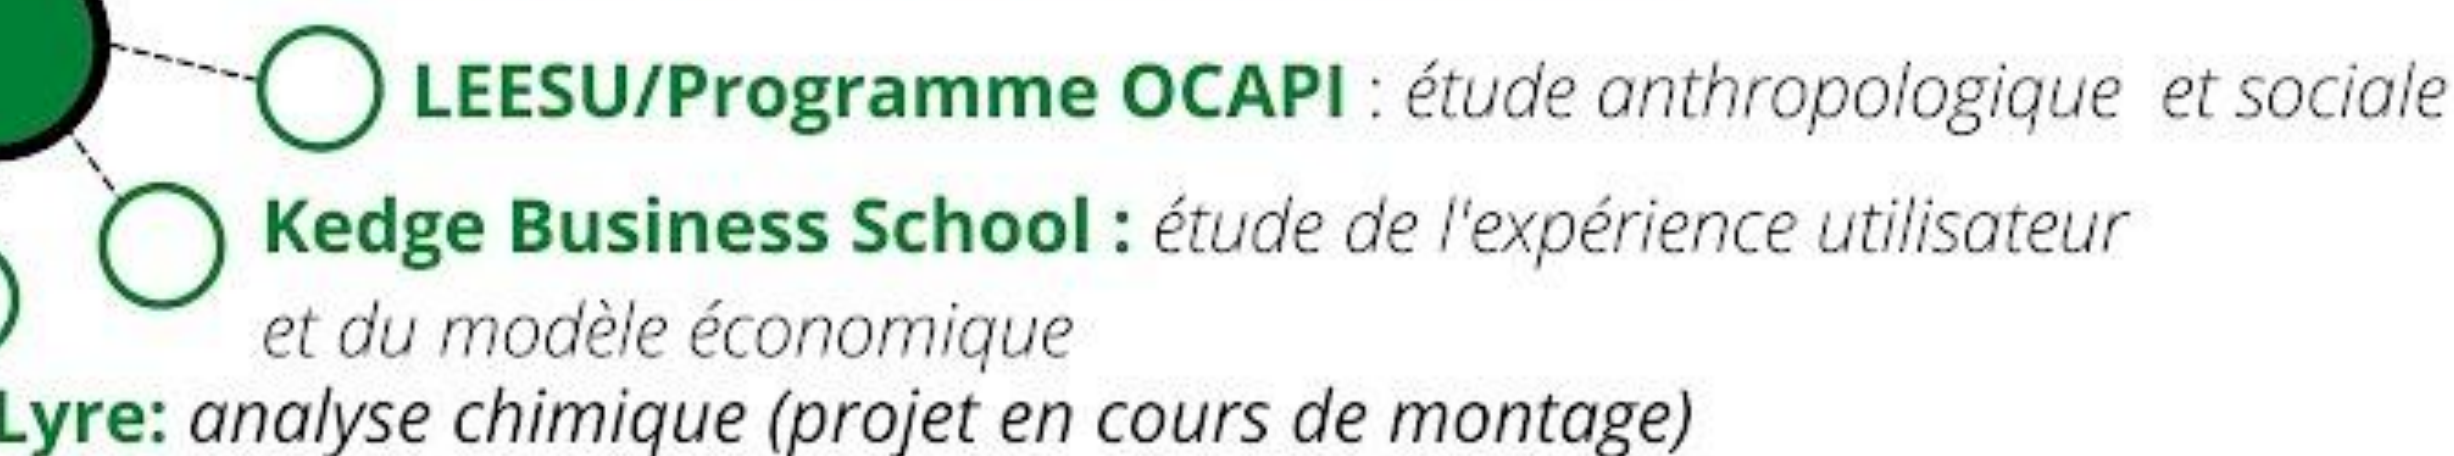 LEESU/Programme OCAPI : étude anthropologique et sociale
Kedge Business School : étude de l'expérience utilisateur
et du modèle économique
Lyre: analyse chimique (projet en cours de montage)